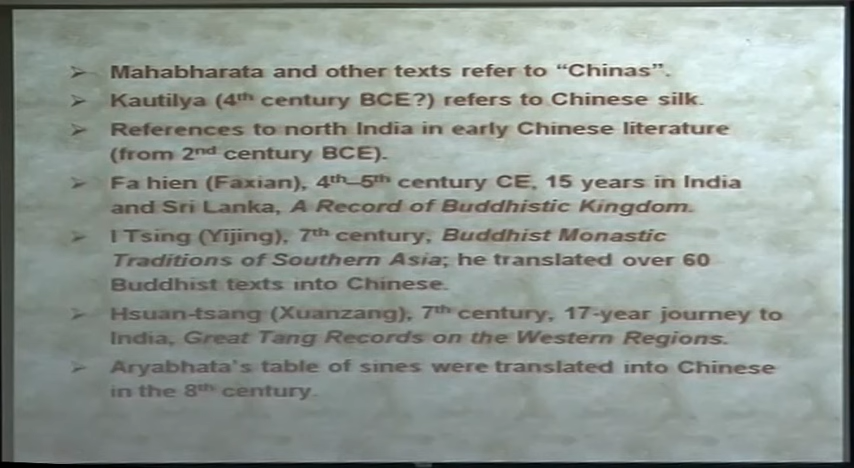 ➢ Mahabharata and other texts refer to “Chinas”.
➢ Kautilya (4th century BCE?) refers to Chinese silk.
➢ References to north India in early Chinese literature
(from 2nd century BCE).
➢ Fa hien (Faxian), 4th–5th century CE, 15 years in India
and Sri Lanka, A Record of Buddhistic Kingdom.
➢ I Tsing (Yijing), 7th century, Buddhist Monastic
Traditions of Southern Asia; he translated over 60
Buddhist texts into Chinese.
➢ Hsuan-tsang (Xuanzang), 7th century, 17-year journey to
India, Great Tang Records on the Western Regions.
➢ Aryabhata's table of sines were translated into Chinese
in the 8th century.